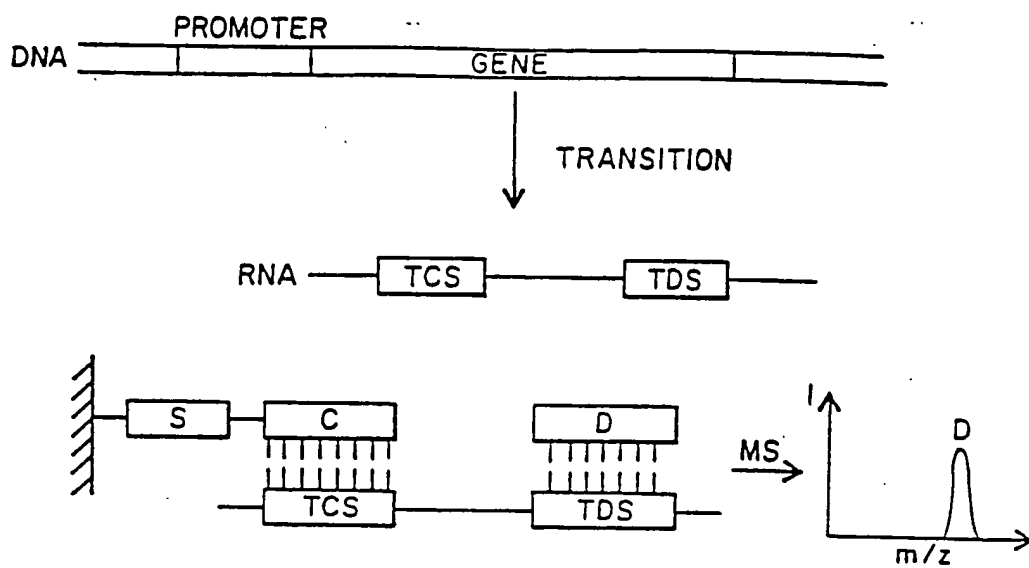 PROMOTER
DNA GENE
TRANSITION
RNA TCS TDS
S C D
TCS TDS
MS
I
D
m/z